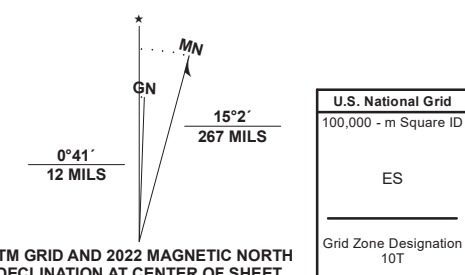 ★
MN
GN
15°2´
267 MILS
0°41´
12 MILS
TM GRID AND 2022 MAGNETIC NORTH
DECLINATION AT CENTER OF SHEET
U.S. National Grid
100,000 - m Square ID
ES
Grid Zone Designation
10T